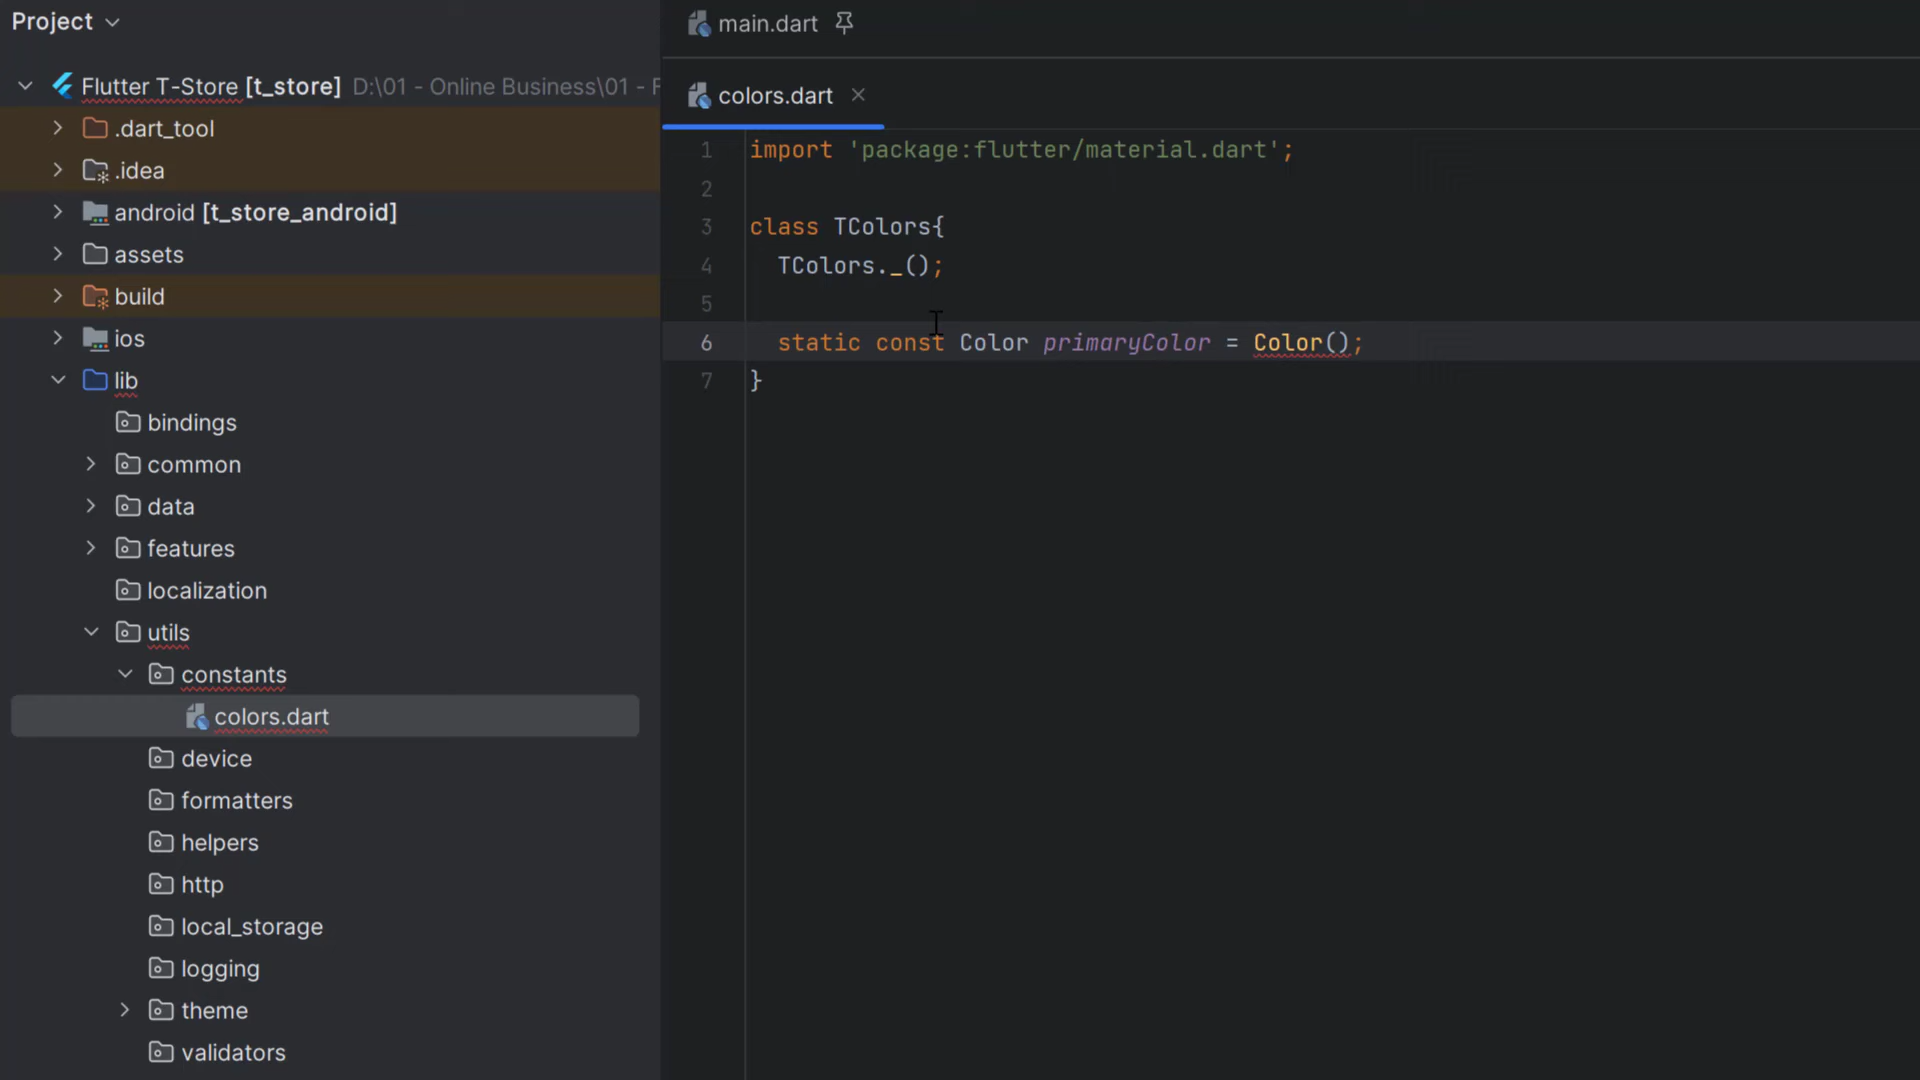 Project
Flutter T-Store [t_store] D:\01 - Online Business\01 - F
.dart_tool
.idea
android [t_store_android]
assets
build
ios
lib
bindings
common
data
features
localization
utils
constants
colors.dart
device
formatters
helpers
http
local_storage
logging
theme
validators
main.dart
colors.dart
1 import 'package:flutter/material.dart';
2
3 class TColors{
4 TColors._();
5
6 static const Color primaryColor = Color();
7 }